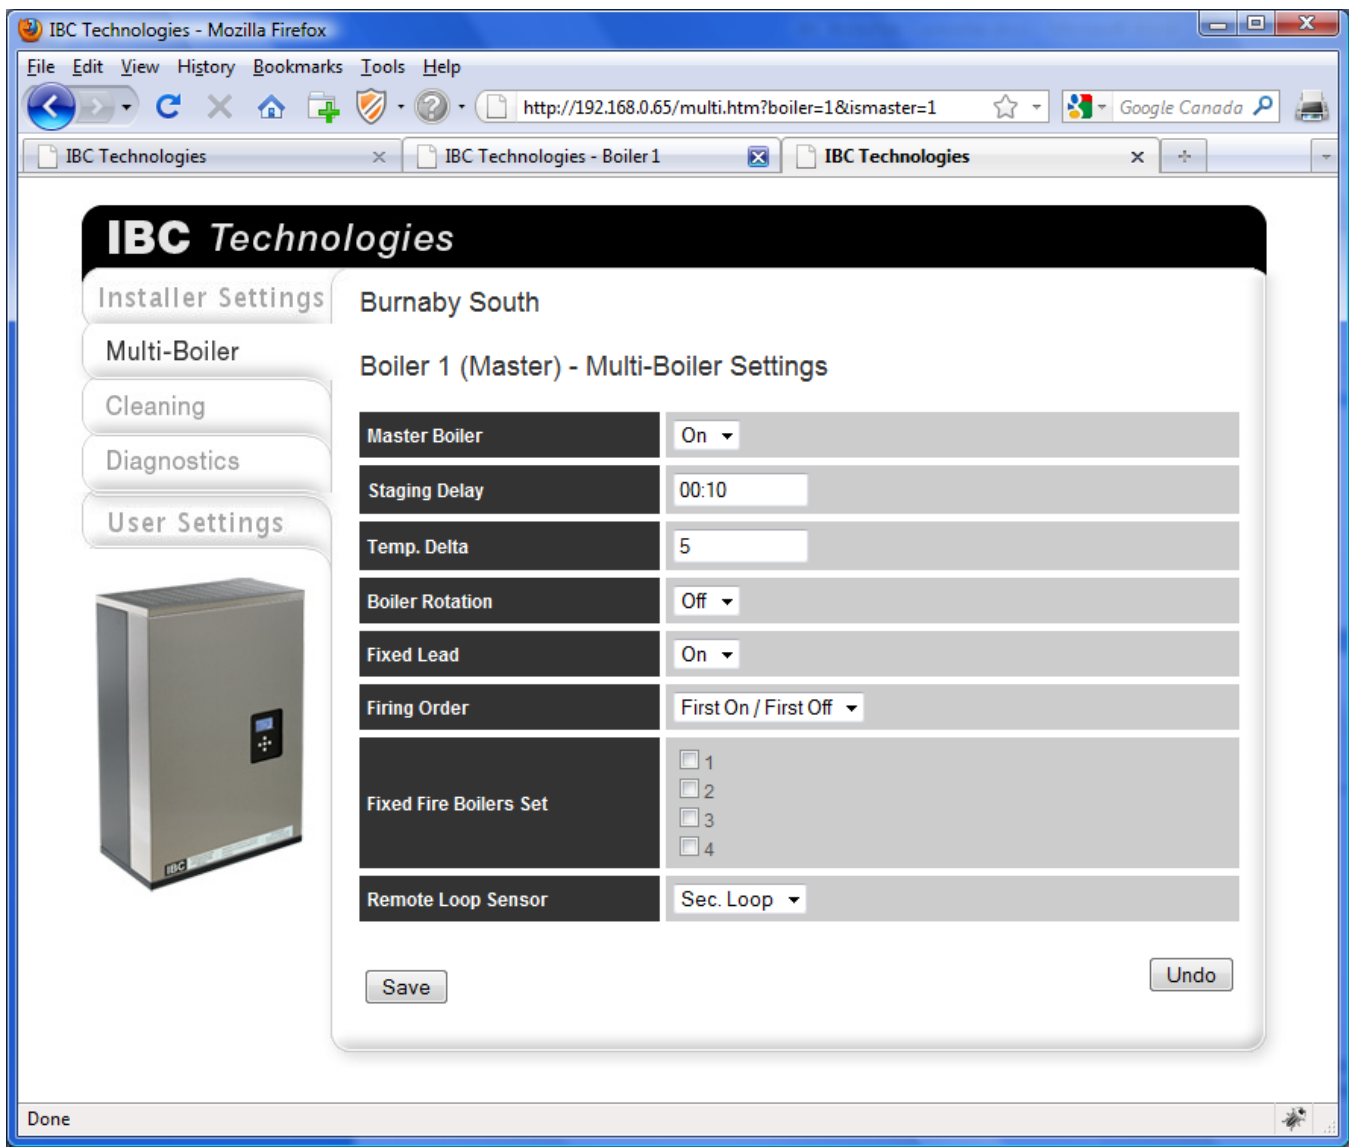 IBC Technologies - Mozilla Firefox
File Edit View History Bookmarks Tools Help
http://192.168.0.65/multi.htm?boiler=1&ismaster=1 Google Canada
IBC Technologies IBC Technologies - Boiler 1 IBC Technologies
IBC Technologies
Installer Settings
Multi-Boiler
Cleaning
Diagnostics
User Settings
IBC
Burnaby South
Boiler 1 (Master) - Multi-Boiler Settings
Master Boiler On
Staging Delay 00:10
Temp. Delta 5
Boiler Rotation Off
Fixed Lead On
Firing Order First On / First Off
Fixed Fire Boilers Set
1
2
3
4
Remote Loop Sensor Sec. Loop
Save Undo
Done